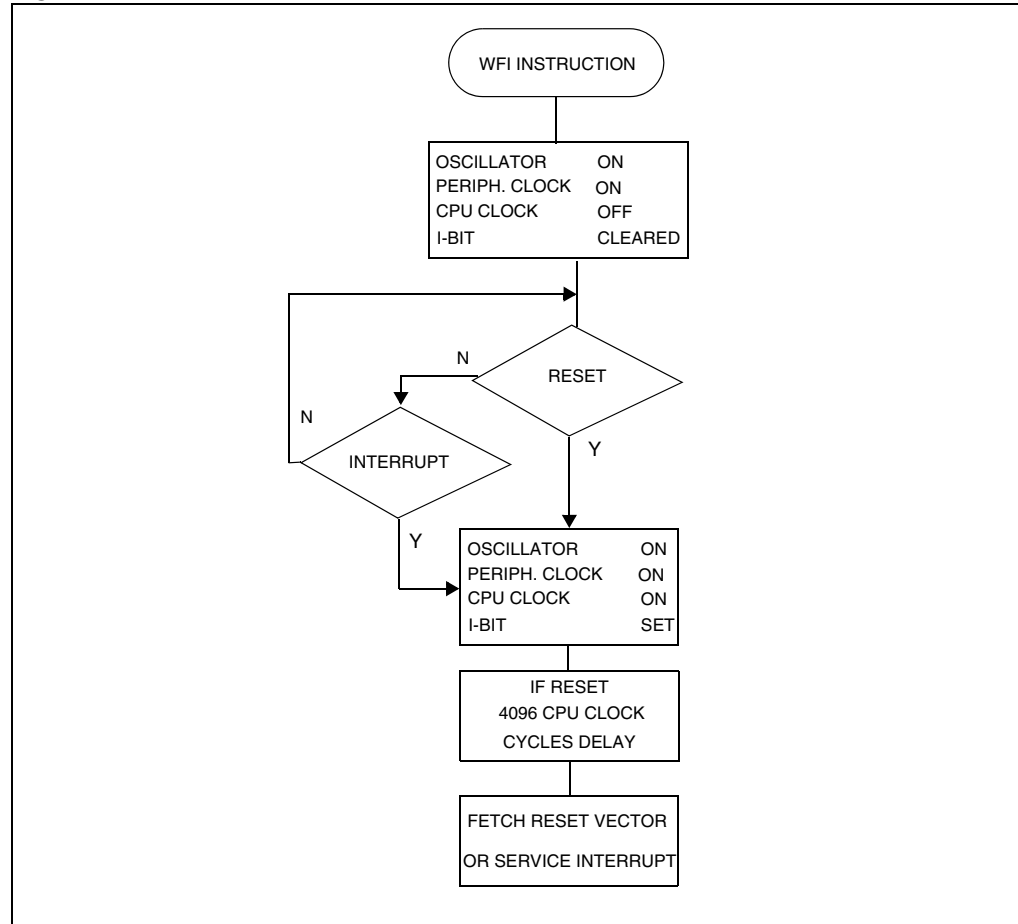 WFI INSTRUCTION
OSCILLATOR ON
PERIPH. CLOCK ON
CPU CLOCK OFF
I-BIT CLEARED
N
RESET
N
INTERRUPT
Y
Y
OSCILLATOR ON
PERIPH. CLOCK ON
CPU CLOCK ON
I-BIT SET
IF RESET
4096 CPU CLOCK
CYCLES DELAY
FETCH RESET VECTOR
OR SERVICE INTERRUPT